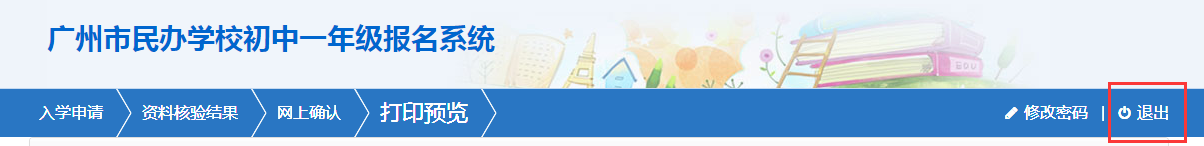 广州市民办学校初中一年级报名系统
EDU
入学申请 资料核验结果 网上确认 打印预览 修改密码 | 退出